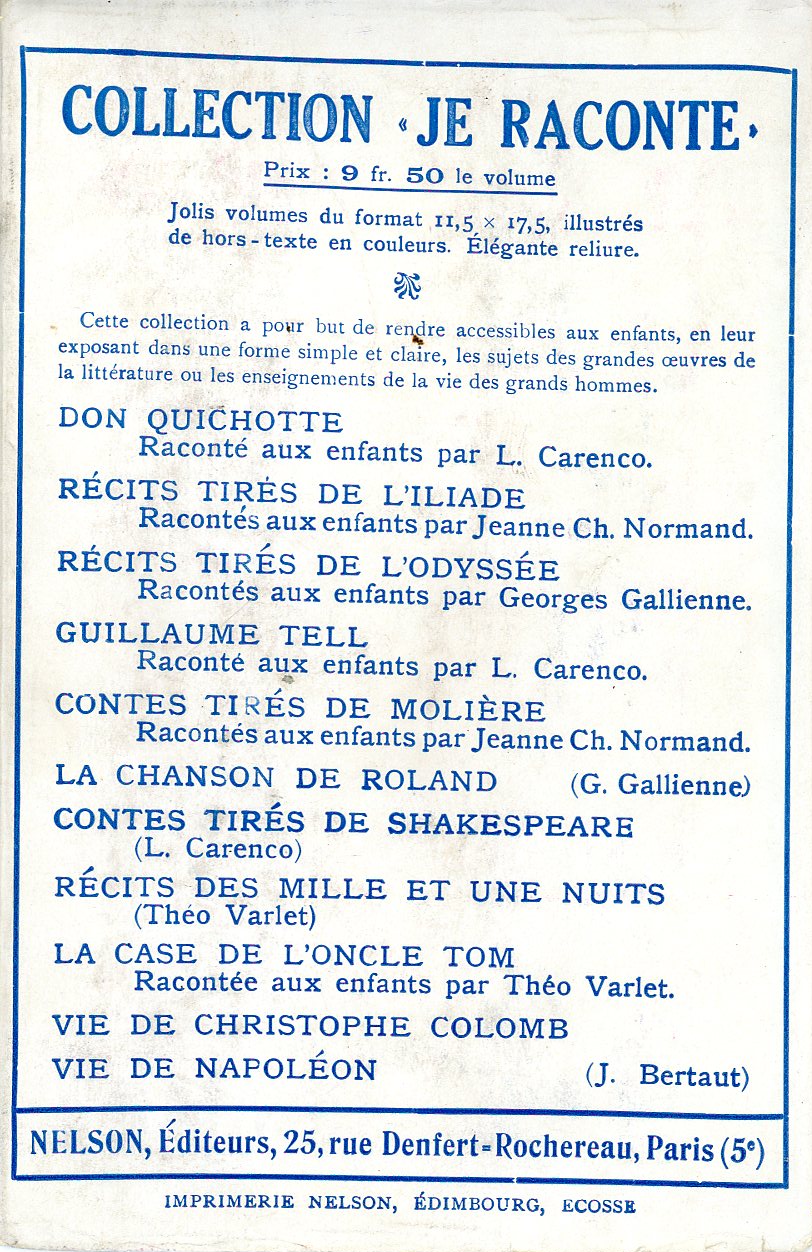 COLLECTION « JE RACONTE »
Prix : 9 fr. 50 le volume
Jolis volumes du format 11,5 × 17,5, illustrés
de hors-texte en couleurs. Élégante reliure.
Cette collection a pour but de rendre accessibles aux enfants, en leur
exposant dans une forme simple et claire, les sujets des grandes œuvres de
la littérature ou les enseignements de la vie des grands hommes.
DON QUICHOTTE
Raconté aux enfants par L. Carenco.
RÉCITS TIRÉS DE L'ILIADE
Racontés aux enfants par Jeanne Ch. Normand.
RÉCITS TIRÉS DE L'ODYSSÉE
Racontés aux enfants par Georges Gallienne.
GUILLAUME TELL
Raconté aux enfants par L. Carenco.
CONTES TIRÉS DE MOLIÈRE
Racontés aux enfants par Jeanne Ch. Normand.
LA CHANSON DE ROLAND (G. Gallienne)
CONTES TIRÉS DE SHAKESPEARE
(L. Carenco)
RÉCITS DES MILLE ET UNE NUITS
(Théo Varlet)
LA CASE DE L'ONCLE TOM
Racontée aux enfants par Théo Varlet.
VIE DE CHRISTOPHE COLOMB
VIE DE NAPOLÉON (J. Bertaut)
NELSON, Éditeurs, 25, rue Denfert-Rochereau, Paris (5e)
IMPRIMERIE NELSON, ÉDIMBOURG, ECOSSE